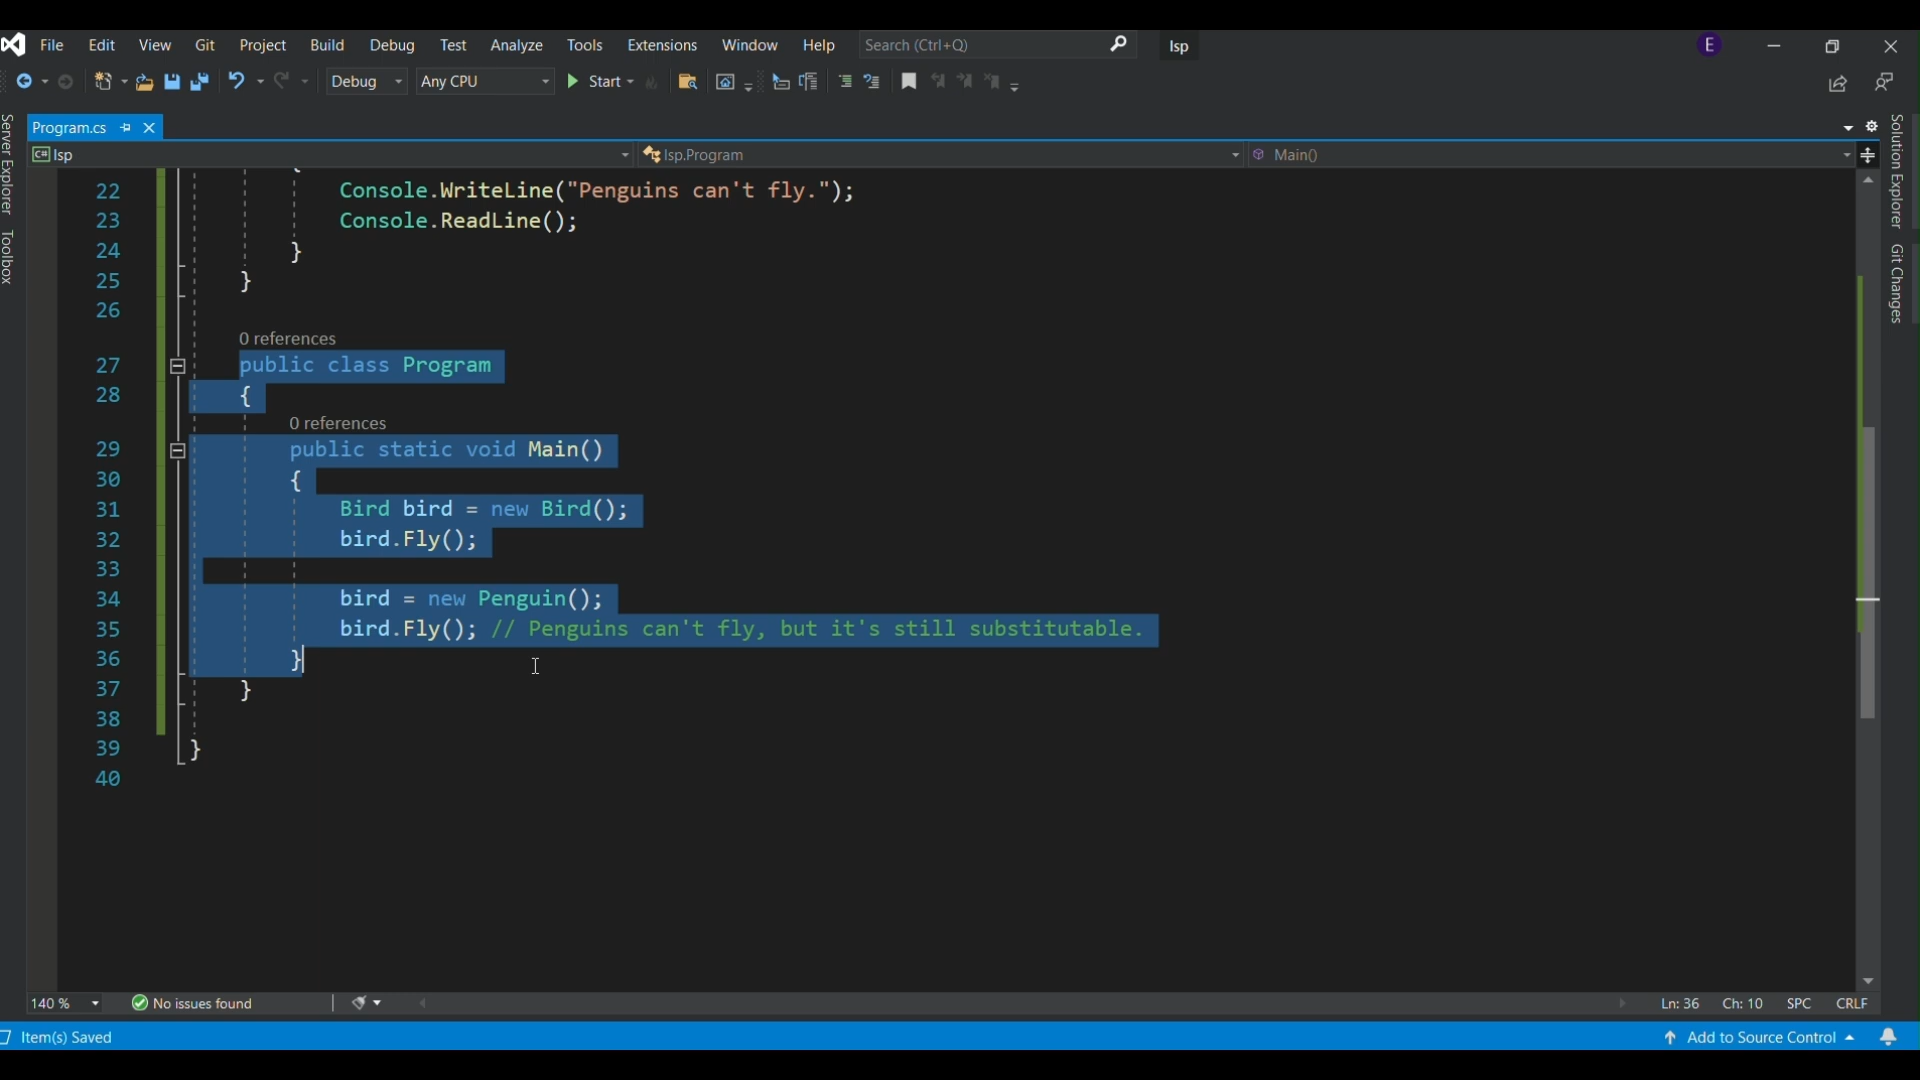 File Edit View Git Project Build Debug Test Analyze Tools Extensions Window Help Search (Ctrl+Q) lsp E
Debug Any CPU Start
Server Explorer
Toolbox
Program.cs
C# lsp lsp.Program Main()
22 Console.WriteLine("Penguins can't fly.");
23 Console.ReadLine();
24 }
25 }
26
0 references
27 public class Program
28 {
0 references
29 public static void Main()
30 {
31 Bird bird = new Bird();
32 bird.Fly();
33
34 bird = new Penguin();
35 bird.Fly(); // Penguins can't fly, but it's still substitutable.
36 }
37 }
38
39 }
40
Solution Explorer
Git Changes
140 % No issues found Ln: 36 Ch: 10 SPC CRLF
Item(s) Saved Add to Source Control